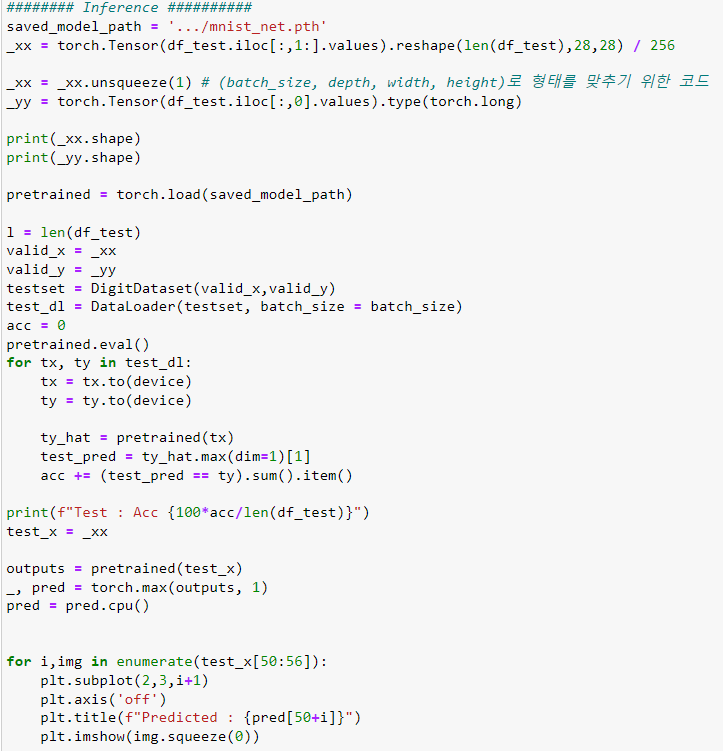 ######## Inference ##########
saved_model_path = '.../mnist_net.pth'
_xx = torch.Tensor(df_test.iloc[:,1:].values).reshape(len(df_test),28,28) / 256
_xx = _xx.unsqueeze(1) # (batch_size, depth, width, height)로 형태를 맞추기 위한 코드
_yy = torch.Tensor(df_test.iloc[:,0].values).type(torch.long)
print(_xx.shape)
print(_yy.shape)
pretrained = torch.load(saved_model_path)
l = len(df_test)
valid_x = _xx
valid_y = _yy
testset = DigitDataset(valid_x,valid_y)
test_dl = DataLoader(testset, batch_size = batch_size)
acc = 0
pretrained.eval()
for tx, ty in test_dl:
    tx = tx.to(device)
    ty = ty.to(device)
    ty_hat = pretrained(tx)
    test_pred = ty_hat.max(dim=1)[1]
    acc += (test_pred == ty).sum().item()
print(f"Test : Acc {100*acc/len(df_test)}")
test_x = _xx
outputs = pretrained(test_x)
_, pred = torch.max(outputs, 1)
pred = pred.cpu()
for i,img in enumerate(test_x[50:56]):
    plt.subplot(2,3,i+1)
    plt.axis('off')
    plt.title(f"Predicted : {pred[50+i]}")
    plt.imshow(img.squeeze(0))